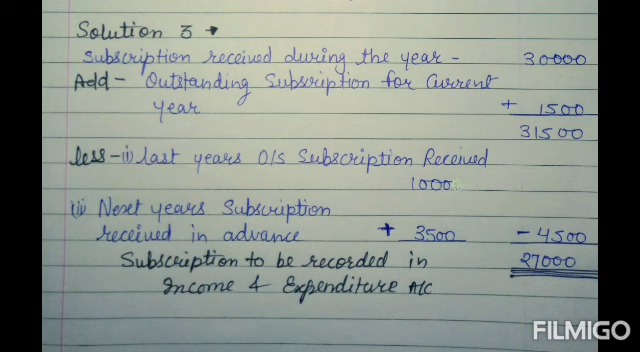 Solution 3 →
Subscription received during the year - 30000
Add - Outstanding Subscription for Current
year + 1500
31500
less - (i) last years O/S Subscription Received
1000
(ii) Next years Subscription
received in advance + 3500 - 4500
Subscription to be recorded in 27000
Income & Expenditure A/C
FILMIGO